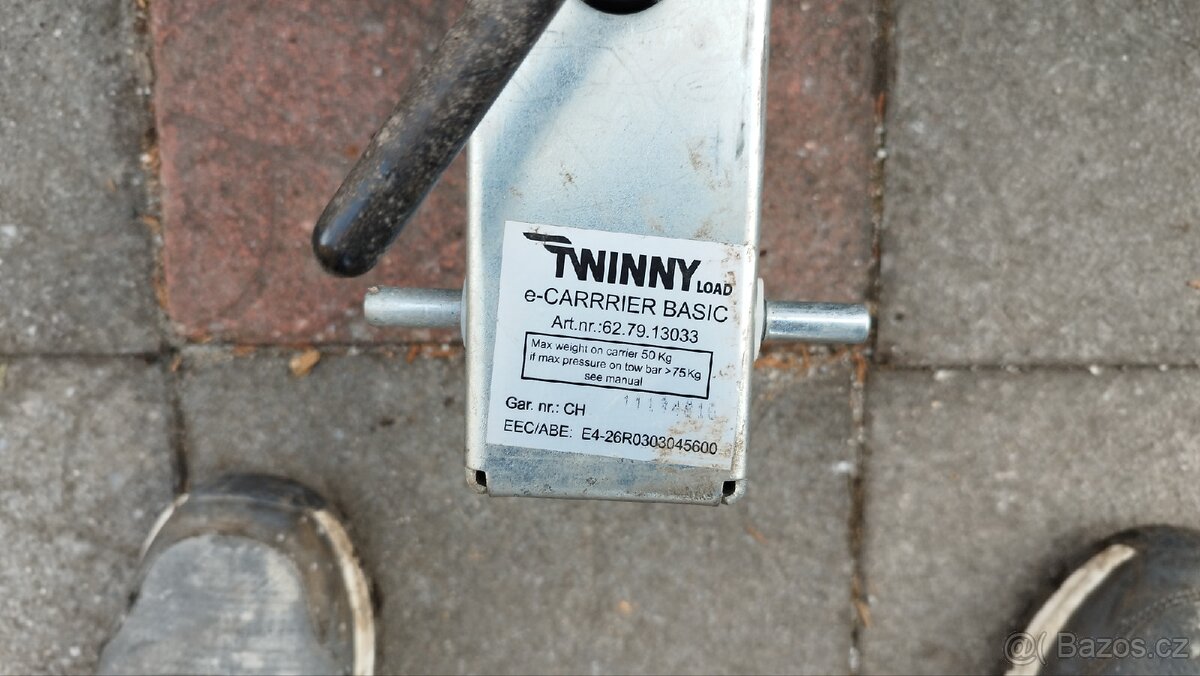 TWINNY LOAD
e-CARRRIER BASIC
Art.nr.:62.79.13033
Max weight on carrier 50 Kg
if max pressure on tow bar >75Kg
see manual
Gar. nr.: CH
EEC/ABE: E4-26R0303045600
Bazos.cz